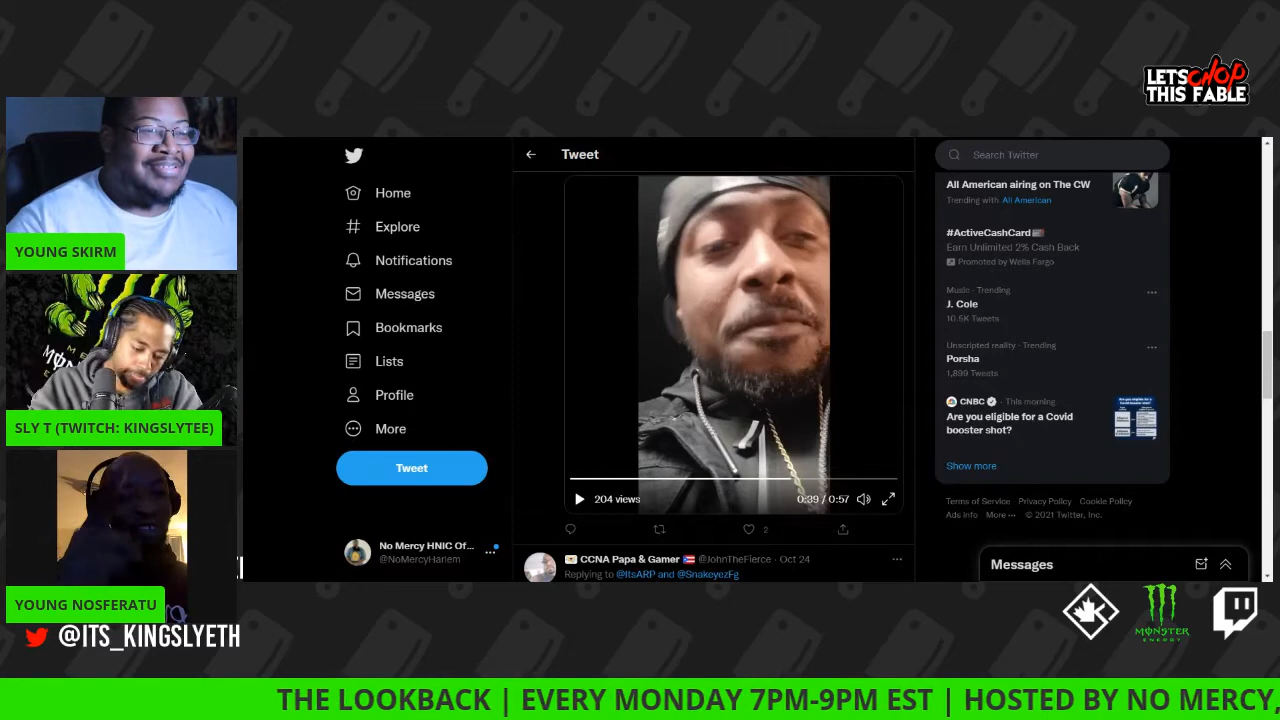 LETS CHOP
THIS FABLE
YOUNG SKIRM
SLY T (TWITCH: KINGSLYTEE)
YOUNG NOSFERATU
@ITS_KINGSLYETH
Home
Explore
Notifications
Messages
Bookmarks
Lists
Profile
More
Tweet
No Mercy HNIC Of...
@NoMercyHarlem
Tweet
204 views
0:39 / 0:57
2
CCNA Papa & Gamer @JohnTheFierce · Oct 24
Replying to @ItsARP and @SnakeyezFg
Search Twitter
All American airing on The CW
Trending with All American
#ActiveCashCard
Earn Unlimited 2% Cash Back
Promoted by Wells Fargo
Music · Trending
J. Cole
10.5K Tweets
Unscripted reality · Trending
Porsha
1,899 Tweets
CNBC · This morning
Are you eligible for a Covid
booster shot?
Show more
Terms of Service Privacy Policy Cookie Policy
Ads info More ··· © 2021 Twitter, Inc.
Messages
MONSTER
ENERGY
THE LOOKBACK | EVERY MONDAY 7PM-9PM EST | HOSTED BY NO MERCY,